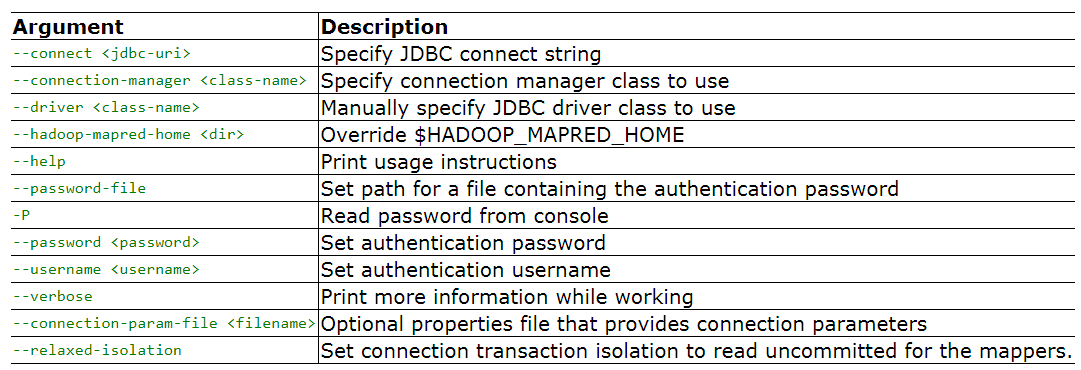 Argument Description
--connect <jdbc-uri> Specify JDBC connect string
--connection-manager <class-name> Specify connection manager class to use
--driver <class-name> Manually specify JDBC driver class to use
--hadoop-mapred-home <dir> Override $HADOOP_MAPRED_HOME
--help Print usage instructions
--password-file Set path for a file containing the authentication password
-P Read password from console
--password <password> Set authentication password
--username <username> Set authentication username
--verbose Print more information while working
--connection-param-file <filename> Optional properties file that provides connection parameters
--relaxed-isolation Set connection transaction isolation to read uncommitted for the mappers.